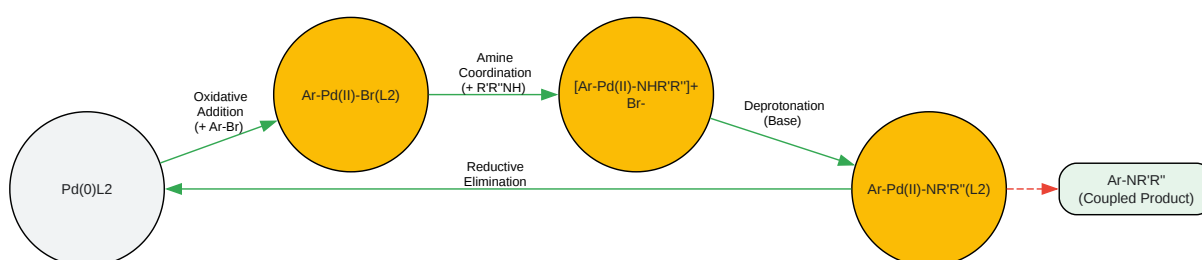 Pd(0)L2
Oxidative
Addition
(+ Ar-Br)
Ar-Pd(II)-Br(L2)
Amine
Coordination
(+ R'R"NH)
[Ar-Pd(II)-NHR'R"]+
Br-
Deprotonation
(Base)
Ar-Pd(II)-NR'R"(L2)
Reductive
Elimination
Ar-NR'R"
(Coupled Product)